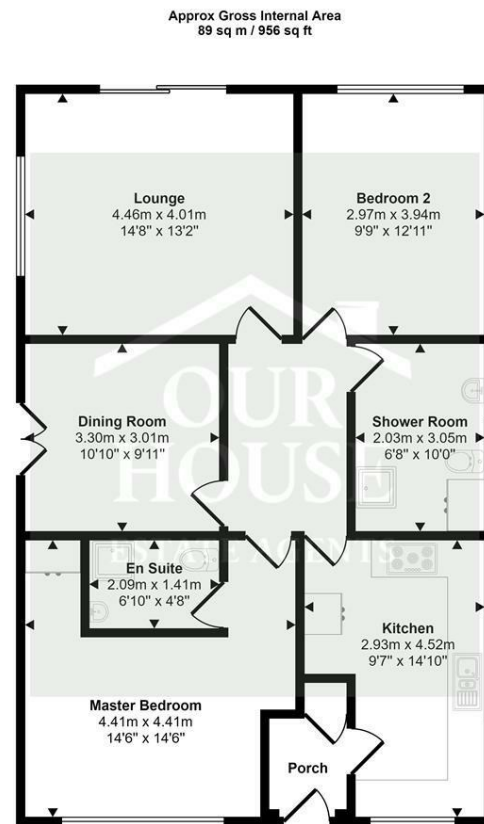 Approx Gross Internal Area
89 sq m / 956 sq ft
Lounge
4.46m x 4.01m
14'8" x 13'2"
Bedroom 2
2.97m x 3.94m
9'9" x 12'11"
OUR
HOUSE
ESTATE AGENTS
Dining Room
3.30m x 3.01m
10'10" x 9'11"
Shower Room
2.03m x 3.05m
6'8" x 10'0"
En Suite
2.09m x 1.41m
6'10" x 4'8"
Kitchen
2.93m x 4.52m
9'7" x 14'10"
Master Bedroom
4.41m x 4.41m
14'6" x 14'6"
Porch